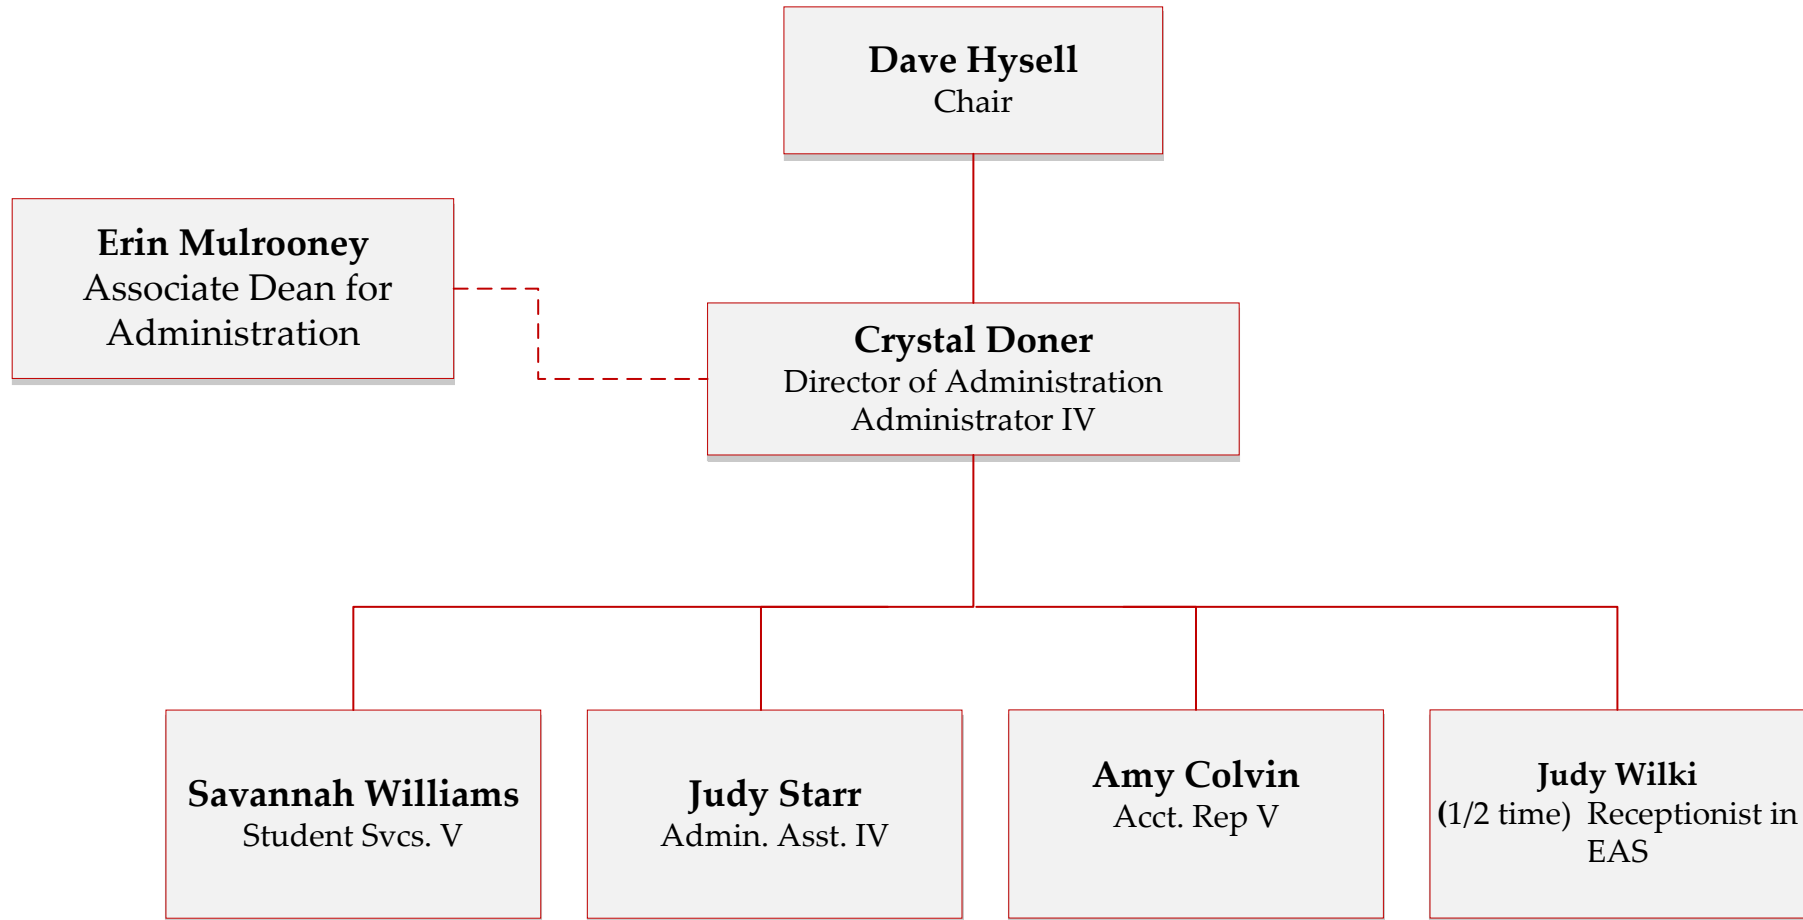 Dave Hysell
Chair
Erin Mulrooney
Associate Dean for
Administration
Crystal Doner
Director of Administration
Administrator IV
Savannah Williams
Student Svcs. V
Judy Starr
Admin. Asst. IV
Amy Colvin
Acct. Rep V
Judy Wilki
(1/2 time)  Receptionist in
EAS